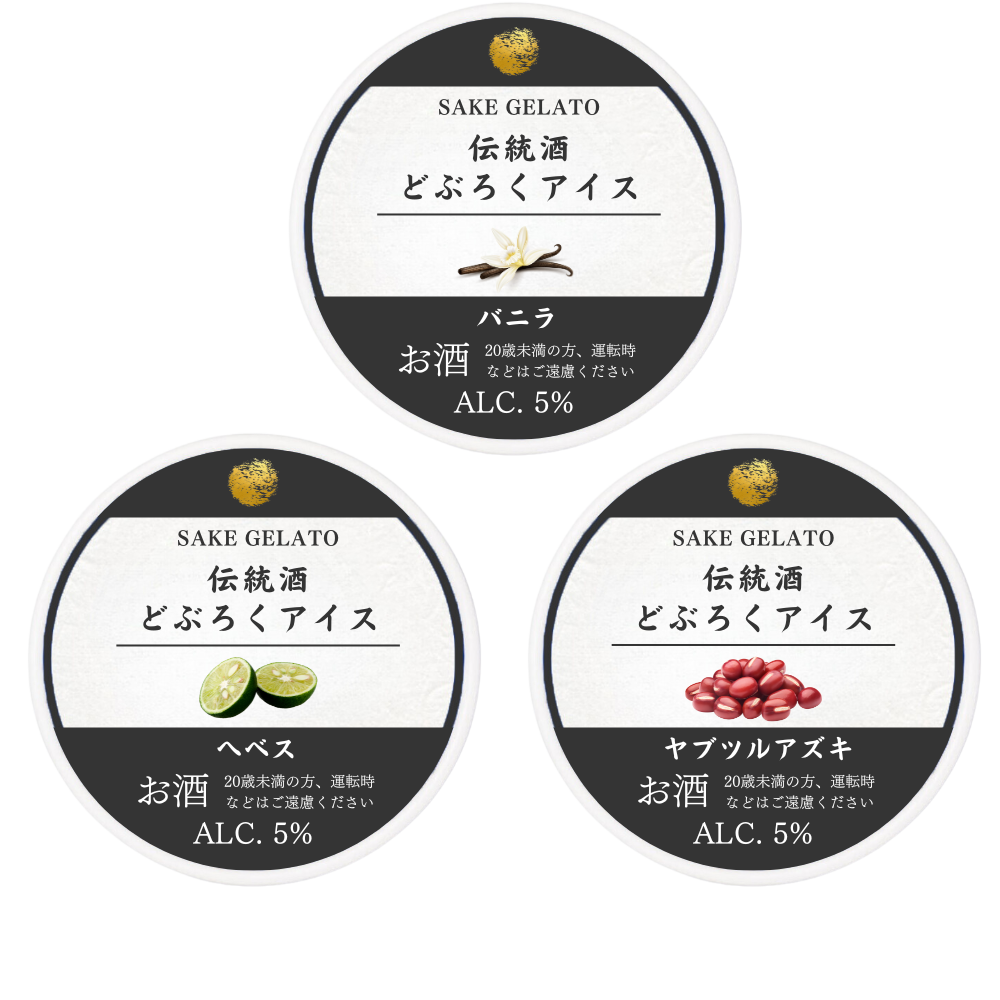 SAKE GELATO
伝統酒
どぶろくアイス
バニラ
お酒
20歳未満の方、運転時
などはご遠慮ください
ALC. 5%
SAKE GELATO
伝統酒
どぶろくアイス
ヘベス
お酒
20歳未満の方、運転時
などはご遠慮ください
ALC. 5%
SAKE GELATO
伝統酒
どぶろくアイス
ヤブツルアズキ
お酒
20歳未満の方、運転時
などはご遠慮ください
ALC. 5%